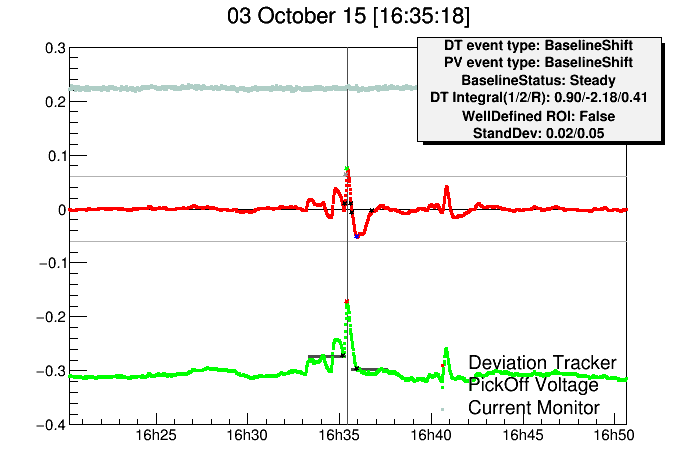 03 October 15 [16:35:18]
DT event type: BaselineShift
PV event type: BaselineShift
BaselineStatus: Steady
DT Integral(1/2/R): 0.90/-2.18/0.41
WellDefined ROI: False
StandDev: 0.02/0.05
0.3
0.2
0.1
0
−0.1
−0.2
−0.3
−0.4
Deviation Tracker
PickOff Voltage
Current Monitor
16h25 16h30 16h35 16h40 16h45 16h50